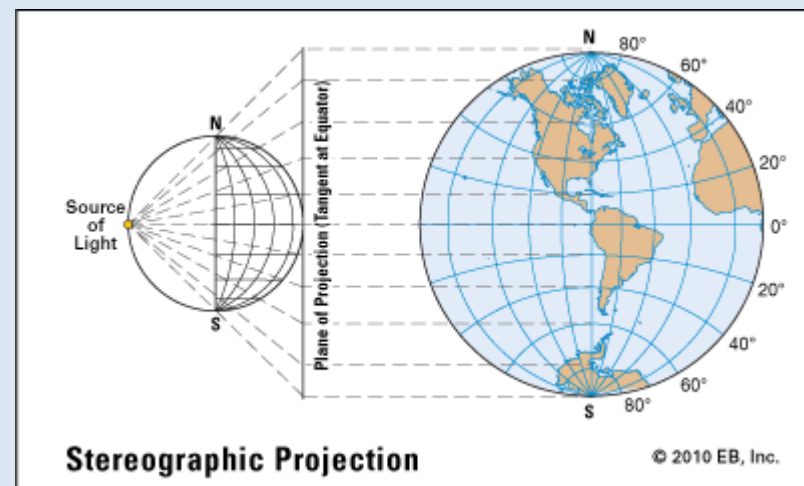 N
80°
60°
40°
20°
0°
20°
40°
60°
80°
S
Plane of Projection (Tangent at Equator)
N
Source
of
Light
S
Stereographic Projection
© 2010 EB, Inc.